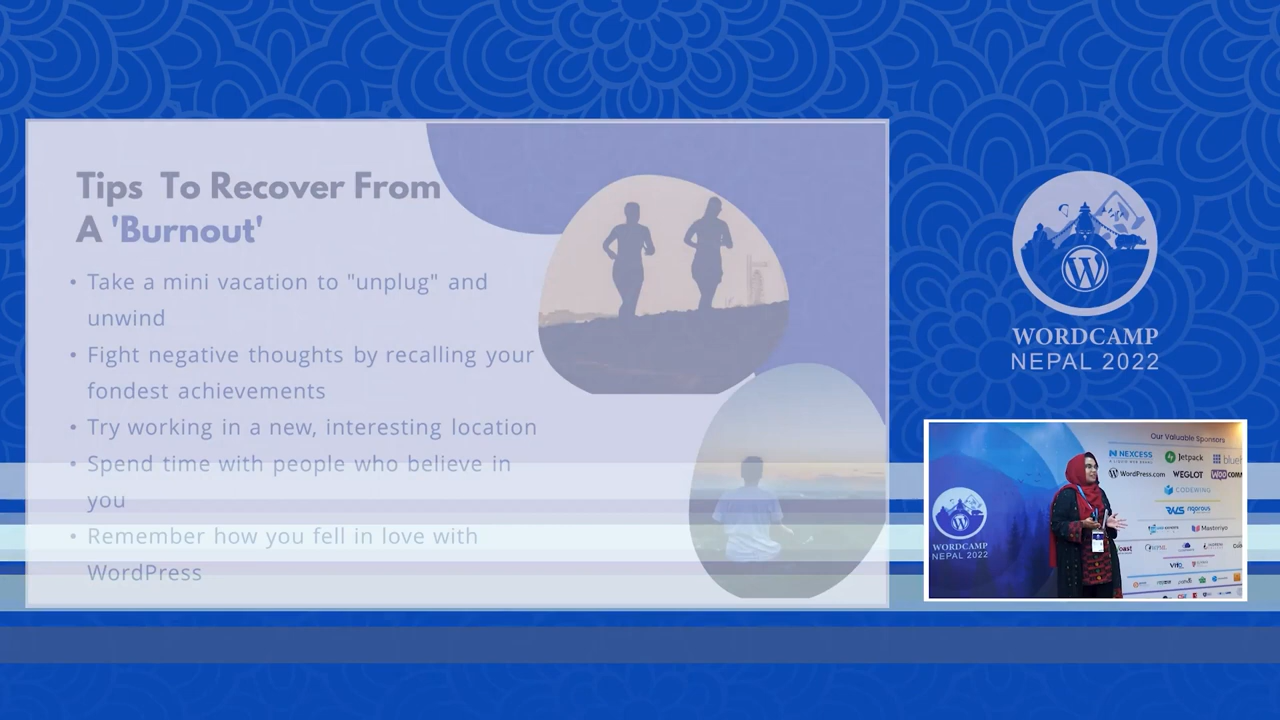 Tips To Recover From
A 'Burnout'
• Take a mini vacation to "unplug" and
unwind
• Fight negative thoughts by recalling your
fondest achievements
• Try working in a new, interesting location
• Spend time with people who believe in
you
• Remember how you fell in love with
WordPress
WORDCAMP
NEPAL 2022
Our Valuable Sponsors
NEXCESS
Jetpack
WordPress.com
WEGLOT
CODEWING
WORDCAMP
NEPAL 2022